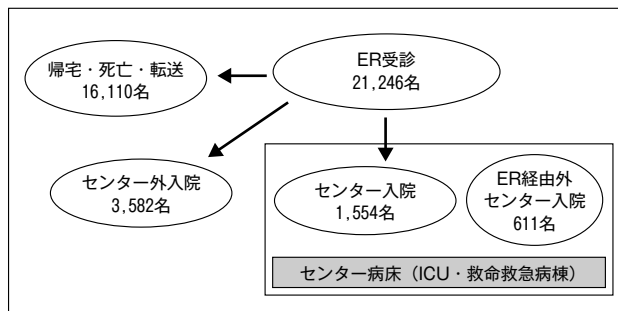 ER受診
21,246名
帰宅・死亡・転送
16,110名
センター外入院
3,582名
センター入院
1,554名
ER経由外
センター入院
611名
センター病床（ICU・救命救急病棟）